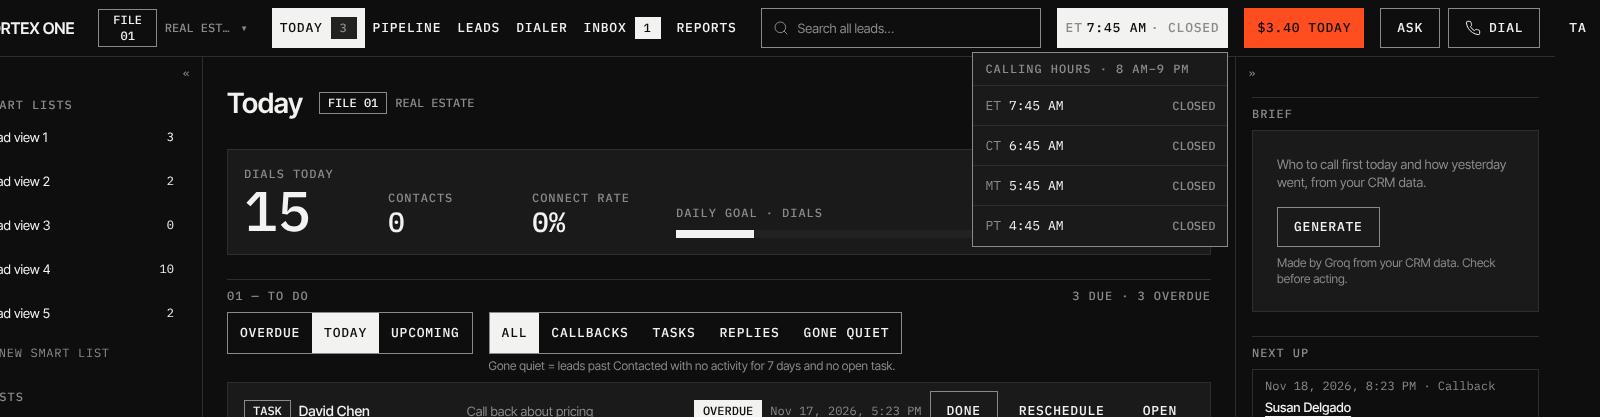 RTEX ONE FILE 01 REAL EST… ▾ TODAY 3 PIPELINE LEADS DIALER INBOX 1 REPORTS Search all leads... ET 7:45 AM · CLOSED $3.40 TODAY ASK DIAL TA
CALLING HOURS · 8 AM–9 PM
ET 7:45 AM CLOSED
CT 6:45 AM CLOSED
MT 5:45 AM CLOSED
PT 4:45 AM CLOSED
«
ART LISTS
ad view 1 3
ad view 2 2
ad view 3 0
ad view 4 10
ad view 5 2
NEW SMART LIST
STS
Today FILE 01 REAL ESTATE
DIALS TODAY
15
CONTACTS
0
CONNECT RATE
0%
DAILY GOAL · DIALS
01 — TO DO 3 DUE · 3 OVERDUE
OVERDUE TODAY UPCOMING ALL CALLBACKS TASKS REPLIES GONE QUIET
Gone quiet = leads past Contacted with no activity for 7 days and no open task.
TASK David Chen Call back about pricing OVERDUE Nov 17, 2026, 5:23 PM DONE RESCHEDULE OPEN
»
BRIEF
Who to call first today and how yesterday
went, from your CRM data.
GENERATE
Made by Groq from your CRM data. Check
before acting.
NEXT UP
Nov 18, 2026, 8:23 PM · Callback
Susan Delgado